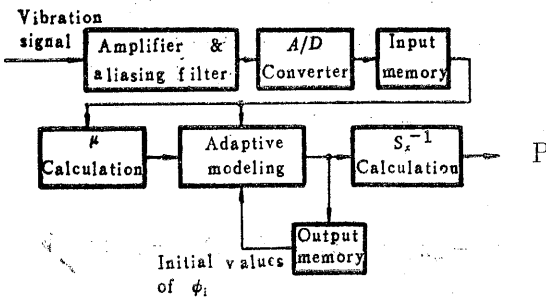 Vibration
signal
Amplifier &
aliasing filter
A/D
Converter
Input
memory
μ
Calculation
Adaptive
modeling
Sₓ⁻¹
Calculation
P
Output
memory
Initial values
of ϕᵢ